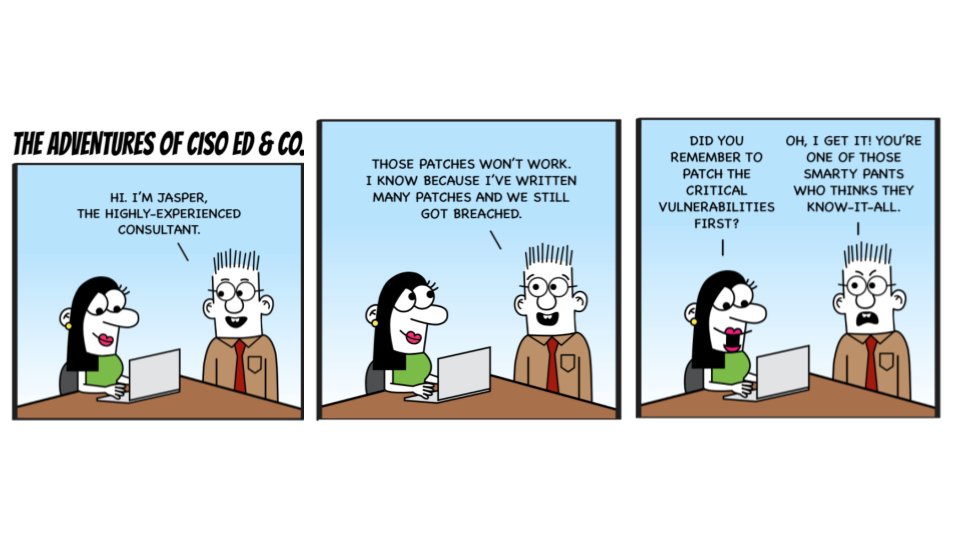 THE ADVENTURES OF CISO ED & CO.
HI. I'M JASPER,
THE HIGHLY-EXPERIENCED
CONSULTANT.
THOSE PATCHES WON'T WORK.
I KNOW BECAUSE I'VE WRITTEN
MANY PATCHES AND WE STILL
GOT BREACHED.
DID YOU
REMEMBER TO
PATCH THE
CRITICAL
VULNERABILITIES
FIRST?
OH, I GET IT! YOU'RE
ONE OF THOSE
SMARTY PANTS
WHO THINKS THEY
KNOW-IT-ALL.